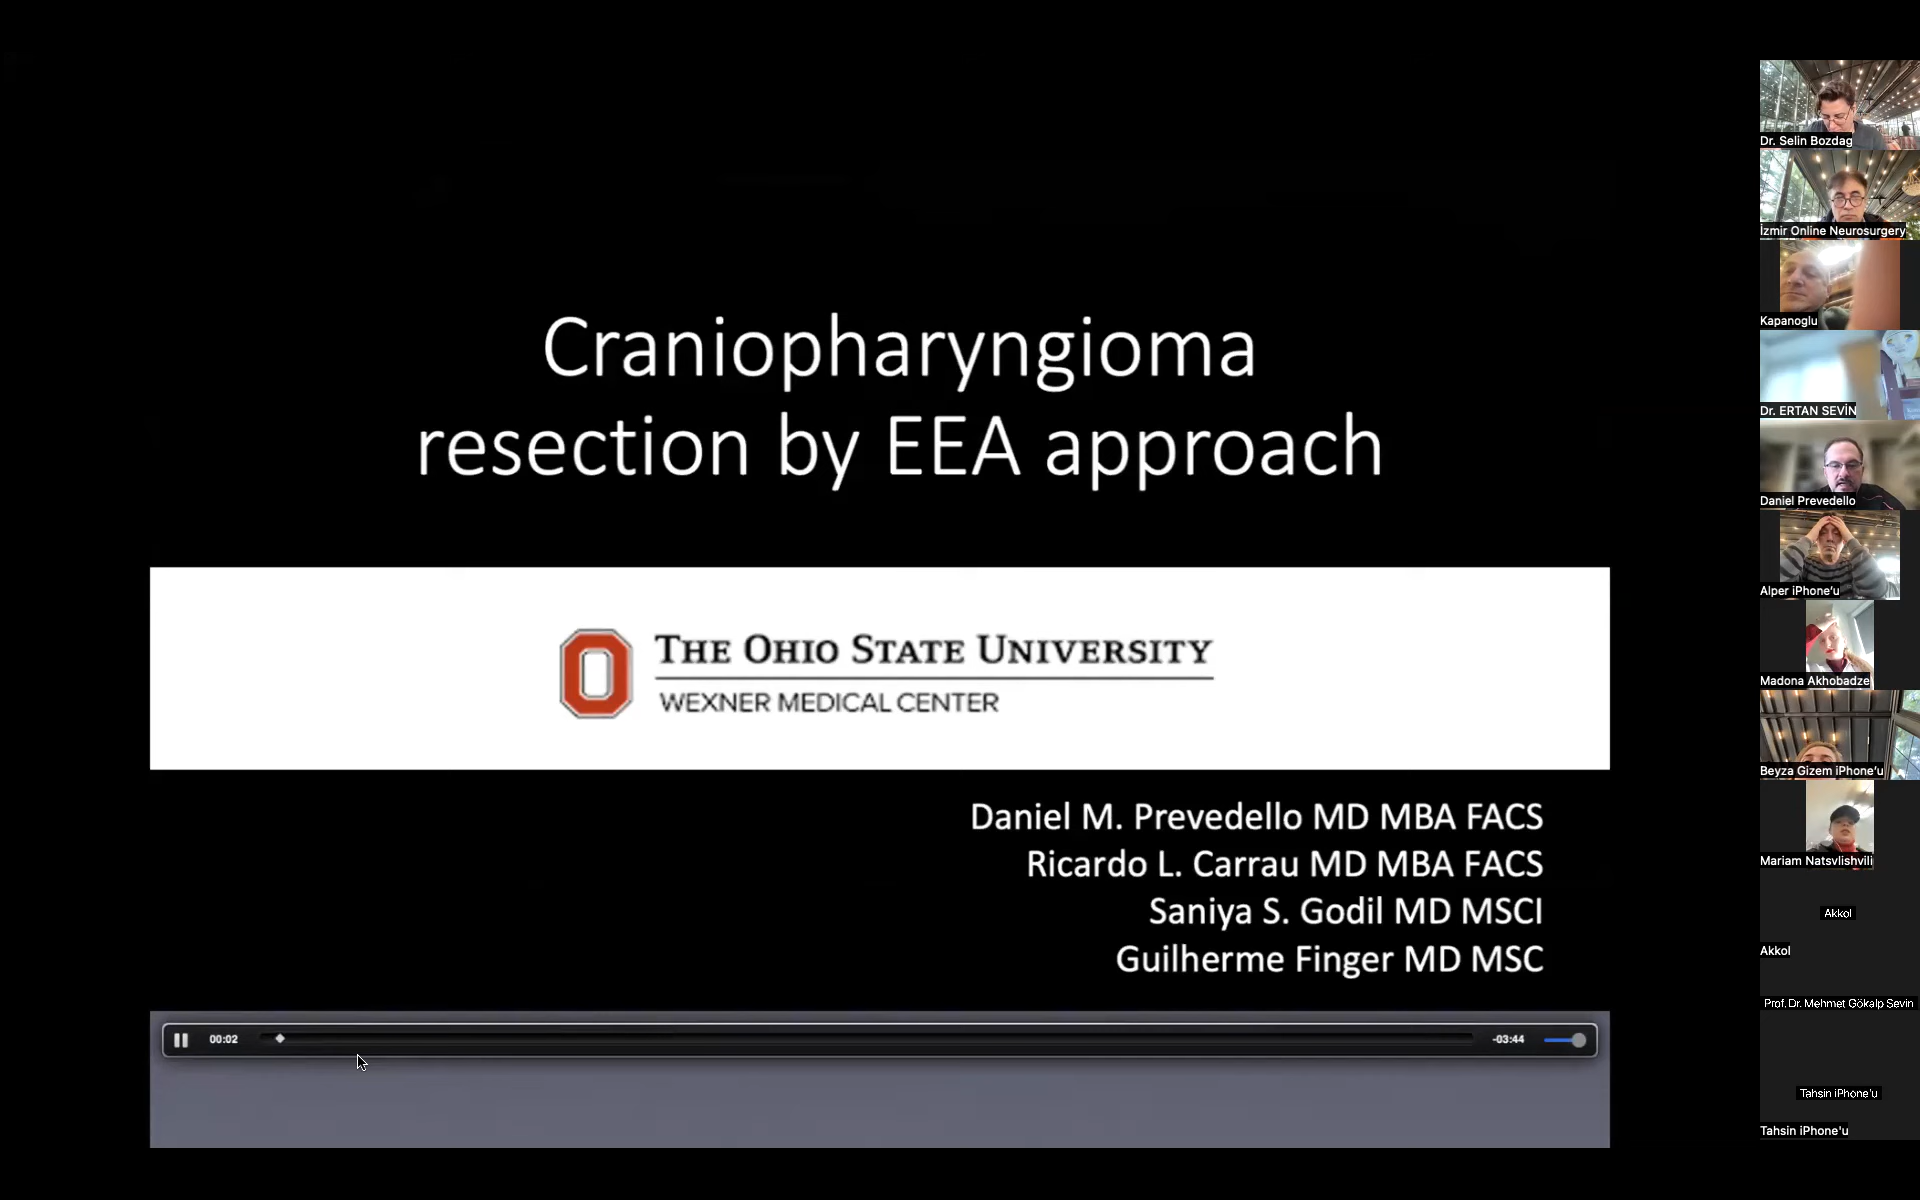 Craniopharyngioma
resection by EEA approach
THE OHIO STATE UNIVERSITY
WEXNER MEDICAL CENTER
Daniel M. Prevedello MD MBA FACS
Ricardo L. Carrau MD MBA FACS
Saniya S. Godil MD MSCI
Guilherme Finger MD MSC
00:02
-03:44
Dr. Selin Bozdag
İzmir Online Neurosurgery
Kapanoglu
Dr. ERTAN SEVİN
Daniel Prevedello
Alper iPhone'u
Madona Akhobadze
Beyza Gizem iPhone'u
Mariam Natsvlishvili
Akkol
Akkol
Prof. Dr. Mehmet Gökalp Sevin
Tahsin iPhone'u
Tahsin iPhone'u